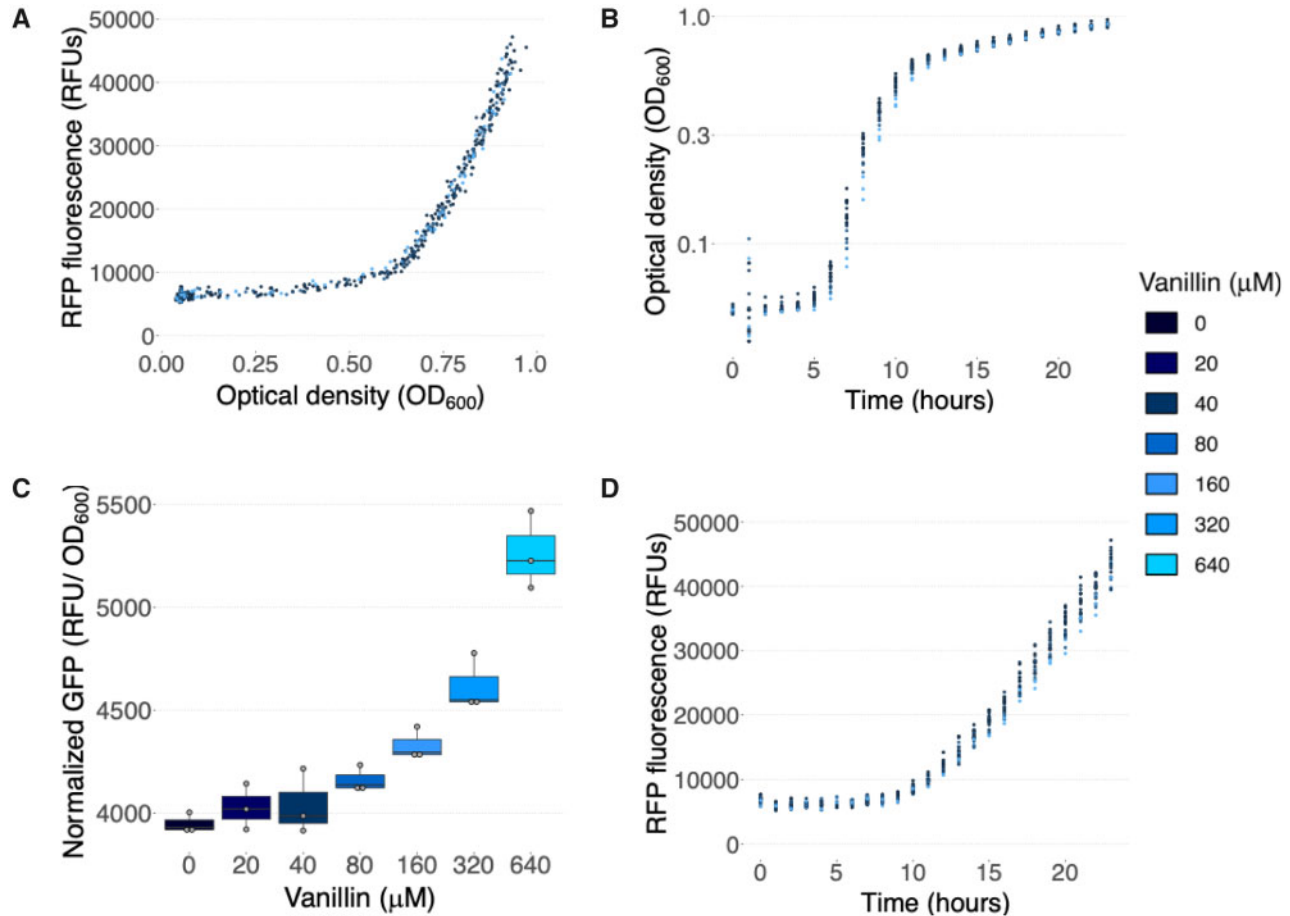 A
RFP fluorescence (RFUs)
50000
40000
30000
20000
10000
0
0.00 0.25 0.50 0.75 1.0
Optical density (OD600)
B
Optical density (OD600)
1.0
0.3
0.1
0 5 10 15 20
Time (hours)
C
Normalized GFP (RFU/ OD600)
5500
5000
4500
4000
0 20 40 80 160 320 640
Vanillin (μM)
D
RFP fluorescence (RFUs)
50000
40000
30000
20000
10000
0
0 5 10 15 20
Time (hours)
Vanillin (μM)
0
20
40
80
160
320
640